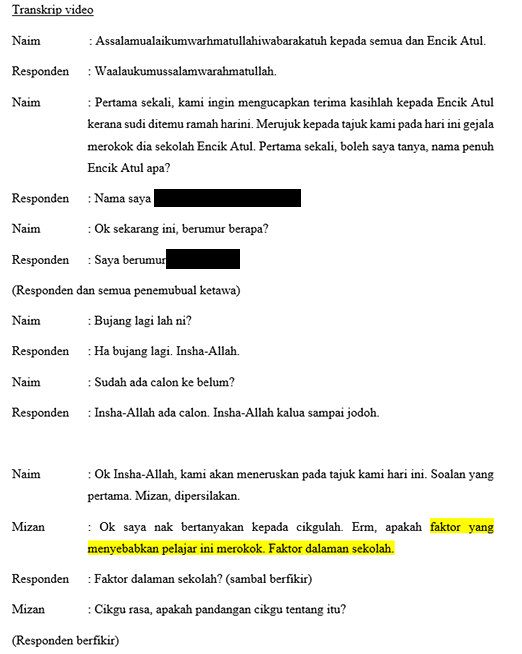 Transkrip video
Naim : Assalamualaikumwarhmatullahiwabarakatuh kepada semua dan Encik Atul.
Responden : Waalaukumussalamwarahmatullah.
Naim : Pertama sekali, kami ingin mengucapkan terima kasihlah kepada Encik Atul
kerana sudi ditemu ramah harini. Merujuk kepada tajuk kami pada hari ini gejala
merokok dia sekolah Encik Atul. Pertama sekali, boleh saya tanya, nama penuh
Encik Atul apa?
Responden : Nama saya
Naim : Ok sekarang ini, berumur berapa?
Responden : Saya berumur
(Responden dan semua penemubual ketawa)
Naim : Bujang lagi lah ni?
Responden : Ha bujang lagi. Insha-Allah.
Naim : Sudah ada calon ke belum?
Responden : Insha-Allah ada calon. Insha-Allah kalua sampai jodoh.
Naim : Ok Insha-Allah, kami akan meneruskan pada tajuk kami hari ini. Soalan yang
pertama. Mizan, dipersilakan.
Mizan : Ok saya nak bertanyakan kepada cikgulah. Erm, apakah faktor yang
menyebabkan pelajar ini merokok. Faktor dalaman sekolah.
Responden : Faktor dalaman sekolah? (sambal berfikir)
Mizan : Cikgu rasa, apakah pandangan cikgu tentang itu?
(Responden berfikir)